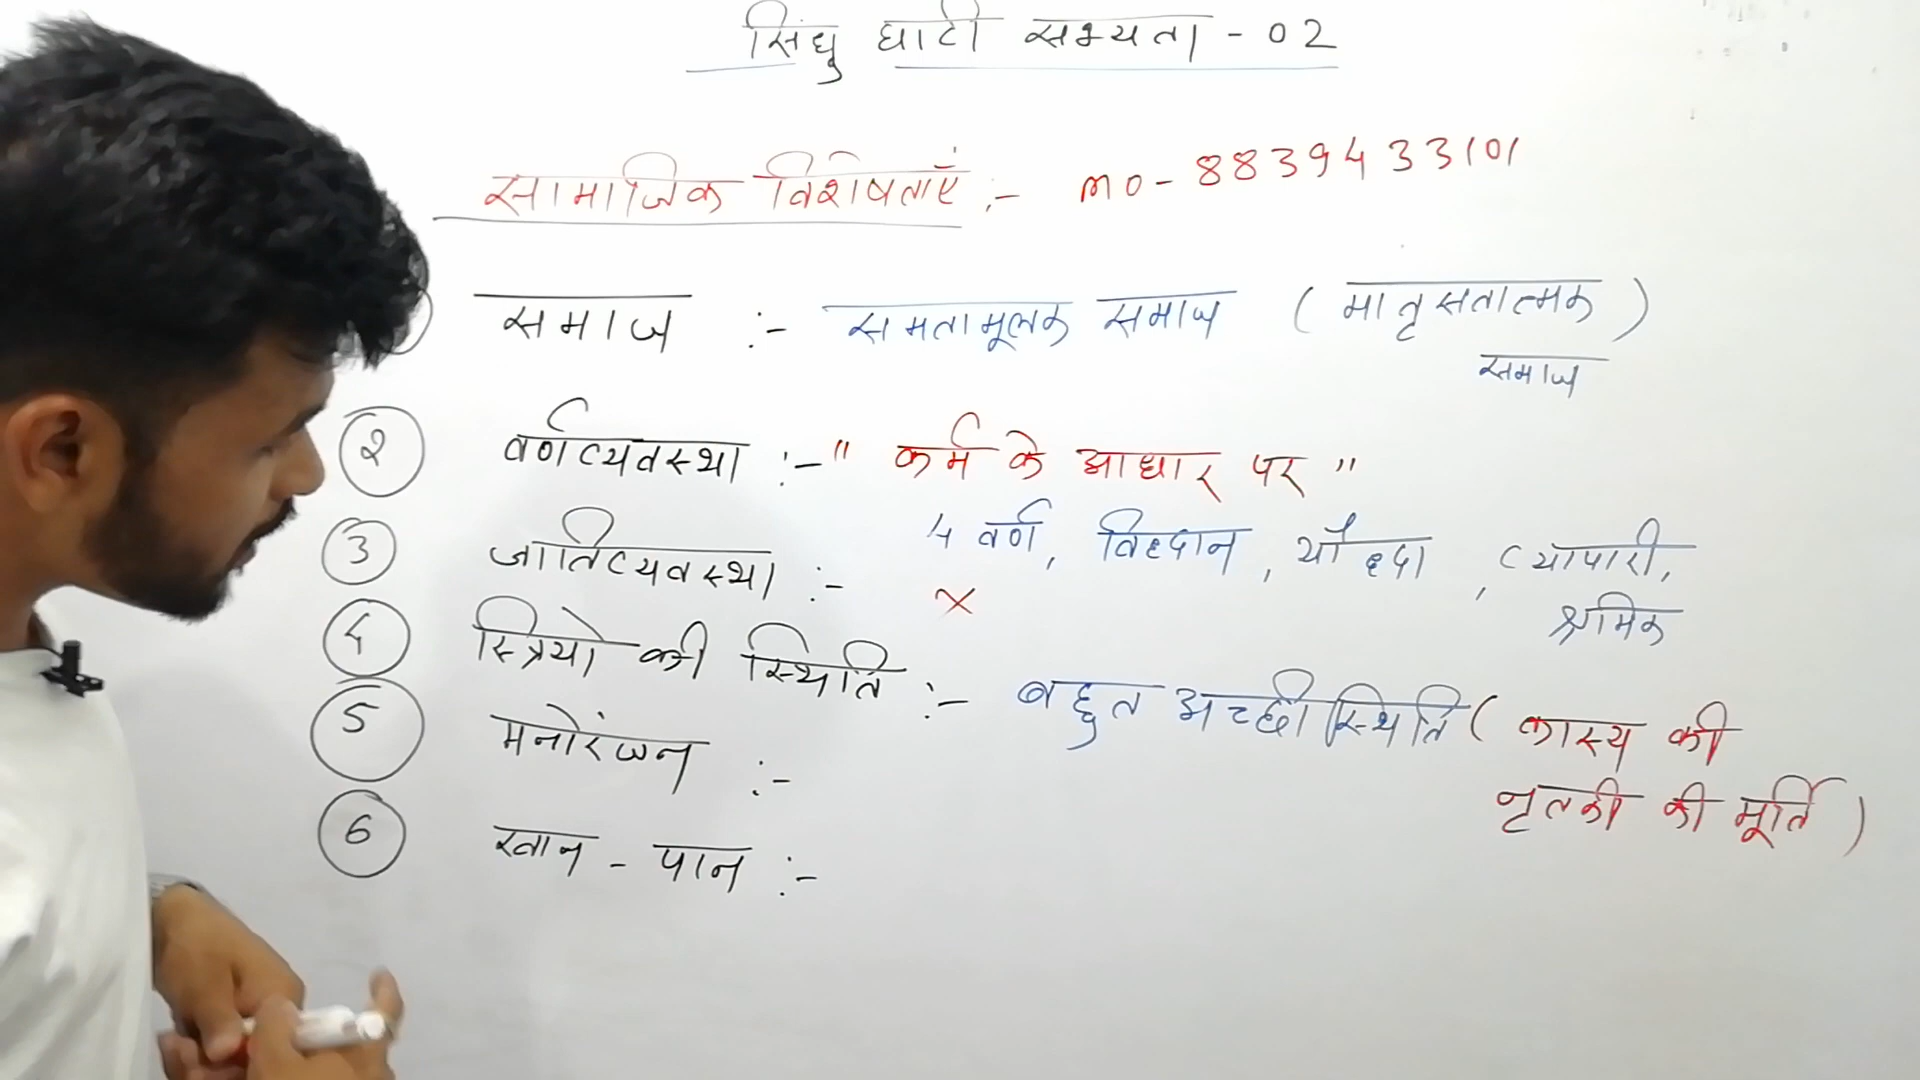 सिंधु घाटी सभ्यता - 02
सामाजिक विशेषताएं :- mo - 8839433101
समाज :- समतामूलक समाज ( मातृसतात्मक )
समाज
2 वर्णव्यवस्था :- " कर्म के आधार पर "
4 वर्ण, विद्दान, यौद्दा, व्यापारी,
श्रमिक
3 जातिव्यवस्था :- ×
4 स्त्रियो की स्थिति :- बहुत अच्छी स्थिति ( कास्य की
नृतकी की मूर्ति )
5 मनोरंजन :-
6 खान - पान :-